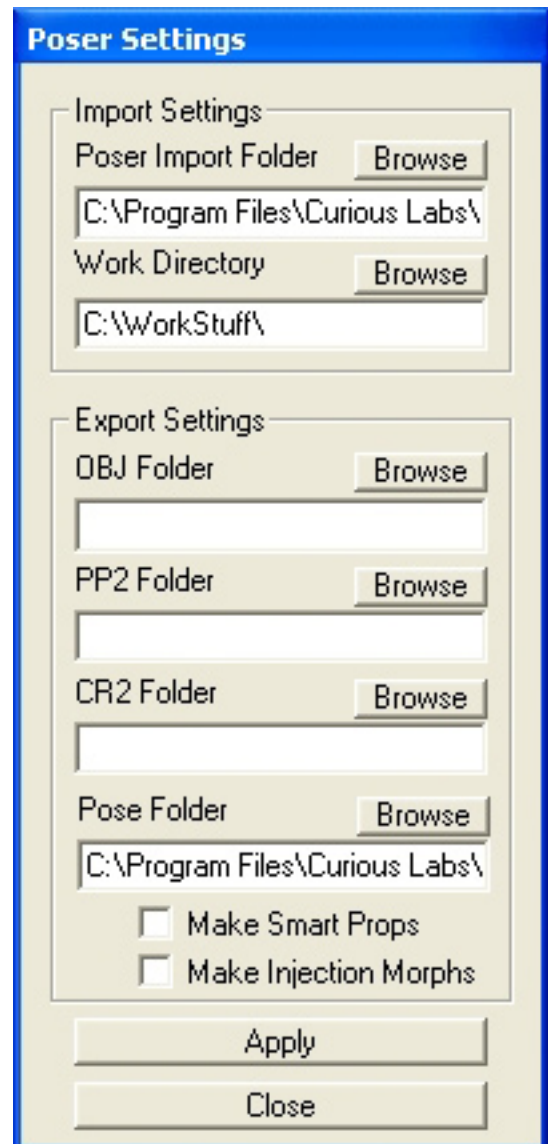 Poser Settings
Import Settings
Poser Import Folder Browse
C:\Program Files\Curious Labs\
Work Directory Browse
C:\WorkStuff\
Export Settings
OBJ Folder Browse
PP2 Folder Browse
CR2 Folder Browse
Pose Folder Browse
C:\Program Files\Curious Labs\
Make Smart Props
Make Injection Morphs
Apply
Close